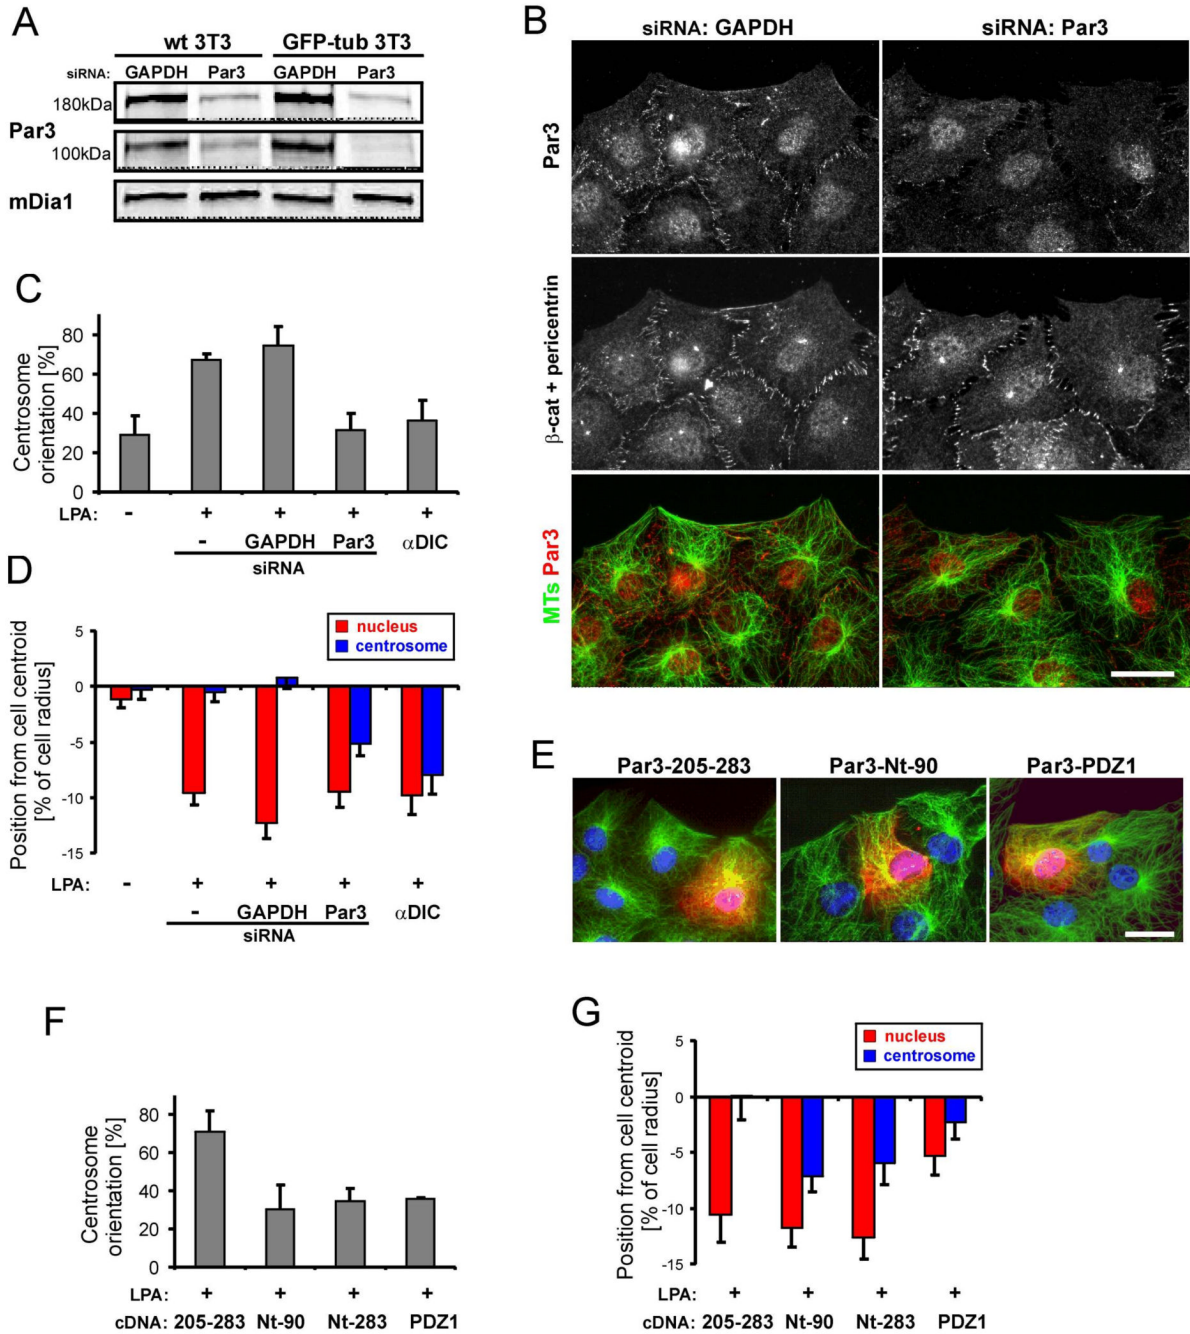 A
wt 3T3 GFP-tub 3T3
siRNA: GAPDH Par3 GAPDH Par3
180kDa
Par3
100kDa
mDia1
B
siRNA: GAPDH siRNA: Par3
Par3
β-cat + pericentrin
MTs Par3
C
Centrosome
orientation [%]
80
60
40
20
0
LPA: - + + + +
- GAPDH Par3 αDIC
siRNA
D
Position from cell centroid
[% of cell radius]
nucleus
centrosome
5
0
-5
-10
-15
LPA: - + + + +
- GAPDH Par3 αDIC
siRNA
E
Par3-205-283 Par3-Nt-90 Par3-PDZ1
F
Centrosome
orientation [%]
80
60
40
20
0
LPA: + + + +
cDNA: 205-283 Nt-90 Nt-283 PDZ1
G
Position from cell centroid
[% of cell radius]
nucleus
centrosome
5
0
-5
-10
-15
LPA: + + + +
cDNA: 205-283 Nt-90 Nt-283 PDZ1